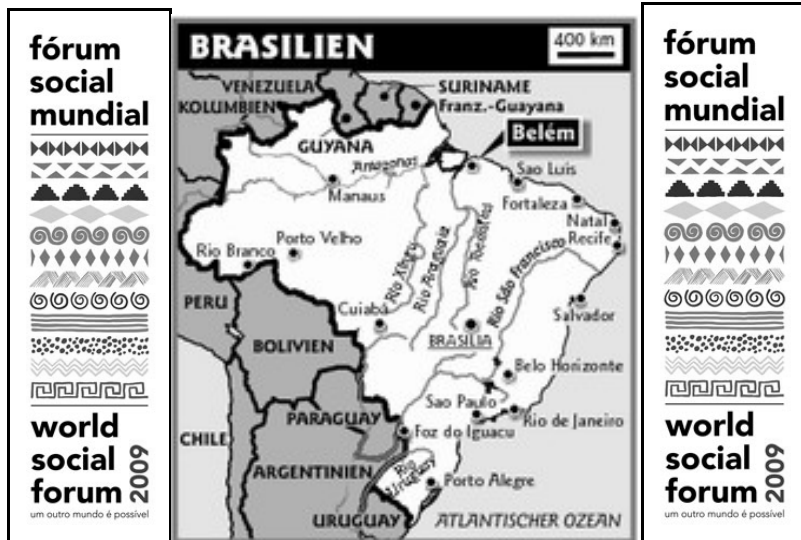 fórum
social
mundial
world
social
forum 2009
um outro mundo é possível
BRASILIEN
400 km
VENEZUELA
SURINAME
KOLUMBIEN
Franz.-Guayana
GUYANA
Belém
Amazonas
Sao Luis
Manaus
Fortaleza
Natal
Recife
Rio Branco
Porto Velho
Rio Xingu
Rio Araguaia
Rio Tocantins
Rio São Francisco
PERU
Cuiabá
Salvador
BRASILIA
BOLIVIEN
Belo Horizonte
Sao Paulo
Rio de Janeiro
PARAGUAY
Foz do Iguacu
CHILE
ARGENTINIEN
Rio
Uruguay
Porto Alegre
URUGUAY
ATLANTISCHER OZEAN
fórum
social
mundial
world
social
forum 2009
um outro mundo é possível